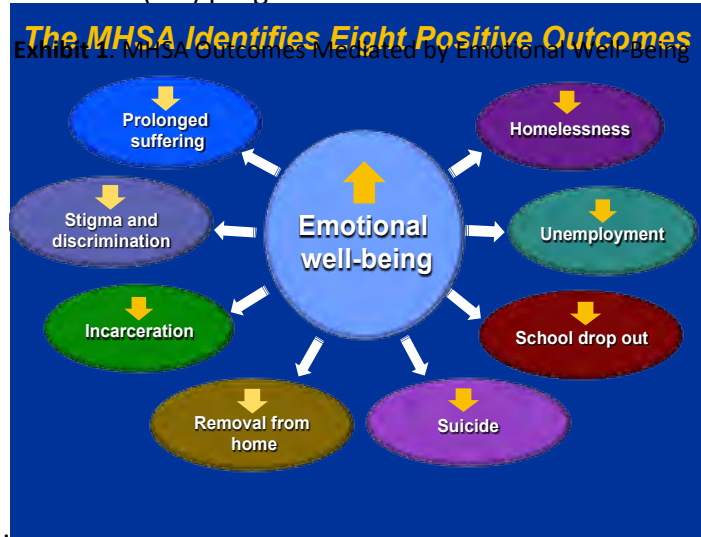 The MHSA Identifies Eight Positive Outcomes
Exhibit 1. MHSA Outcomes Mediated by Emotional Well-Being
Prolonged
suffering
Homelessness
Emotional
well-being
Stigma and
discrimination
Unemployment
Incarceration
School drop out
Removal from
home
Suicide
.